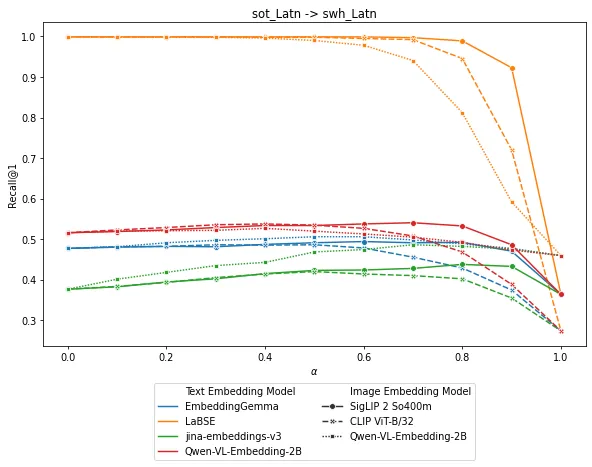 sot_Latn -> swh_Latn
Recall@1
1.0
0.9
0.8
0.7
0.6
0.5
0.4
0.3
0.0 0.2 0.4 0.6 0.8 1.0
α
Text Embedding Model Image Embedding Model
EmbeddingGemma SigLIP 2 So400m
LaBSE CLIP ViT-B/32
jina-embeddings-v3 Qwen-VL-Embedding-2B
Qwen-VL-Embedding-2B